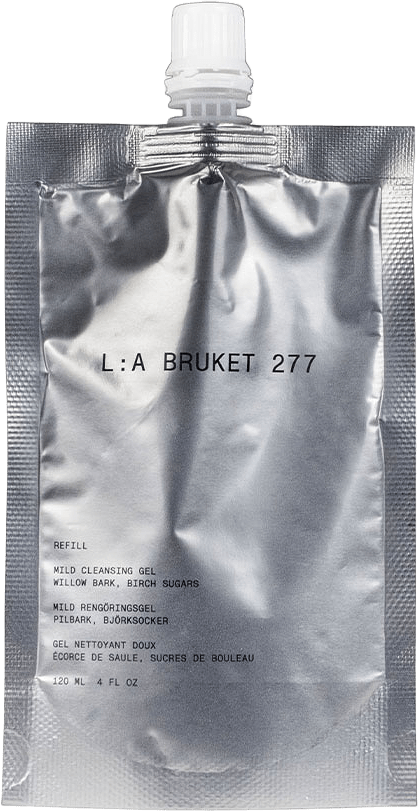 L:A BRUKET 277
REFILL
MILD CLEANSING GEL
WILLOW BARK, BIRCH SUGARS
MILD RENGÖRINGSGEL
PILBARK, BJÖRKSOCKER
GEL NETTOYANT DOUX
ÉCORCE DE SAULE, SUCRES DE BOULEAU
120 ML 4 FL OZ